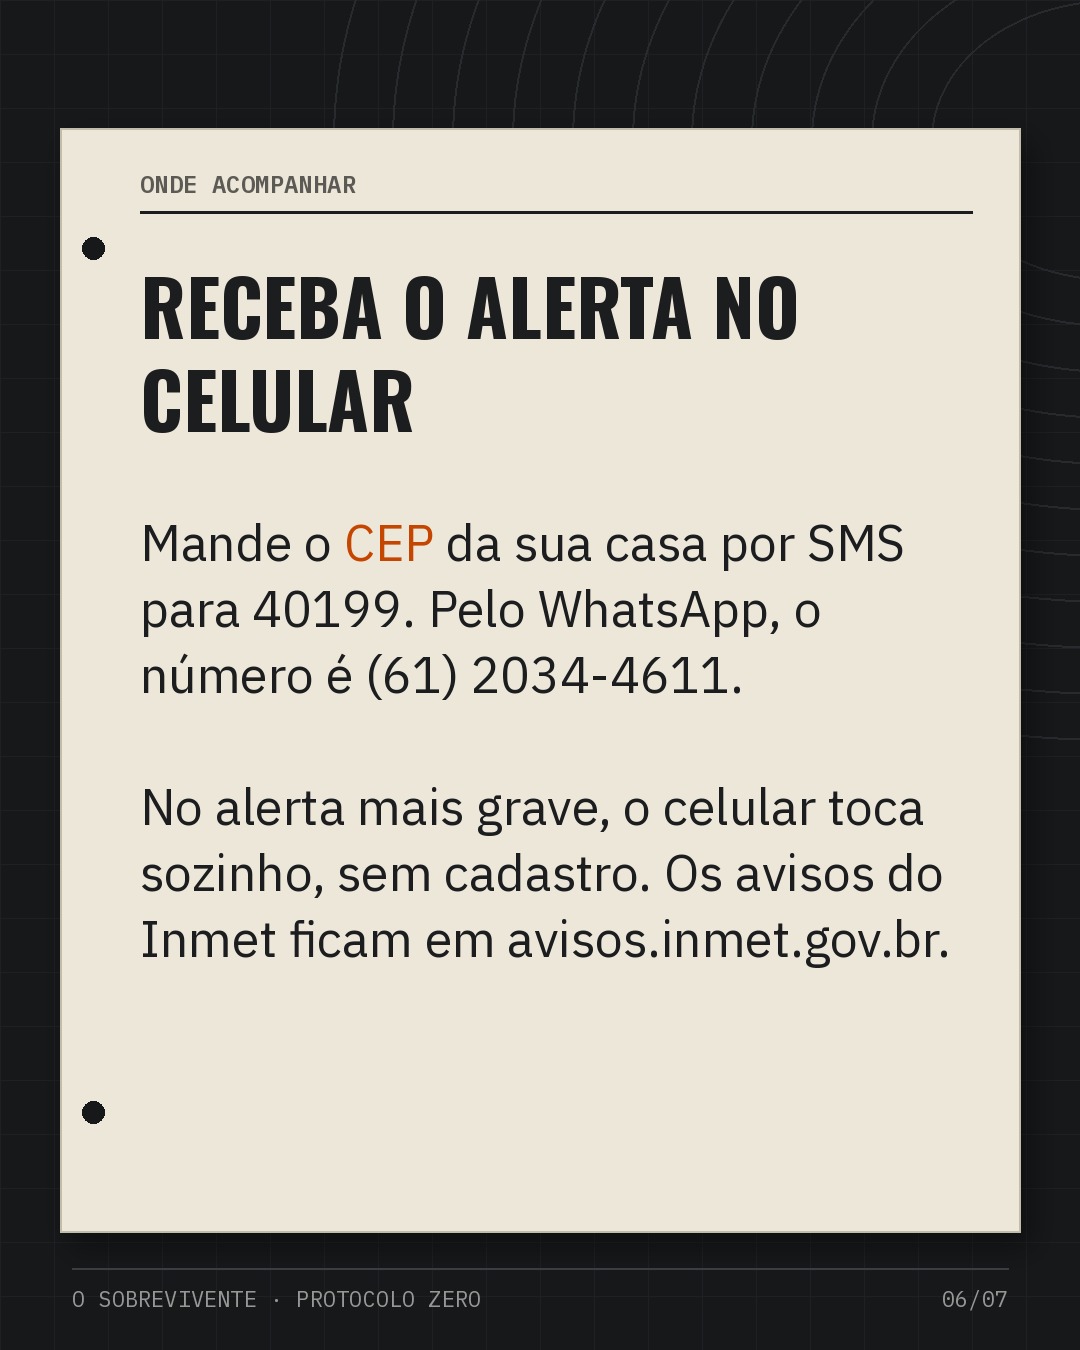 ONDE ACOMPANHAR
RECEBA O ALERTA NO
CELULAR
Mande o CEP da sua casa por SMS
para 40199. Pelo WhatsApp, o
número é (61) 2034-4611.
No alerta mais grave, o celular toca
sozinho, sem cadastro. Os avisos do
Inmet ficam em avisos.inmet.gov.br.
O SOBREVIVENTE · PROTOCOLO ZERO
06/07